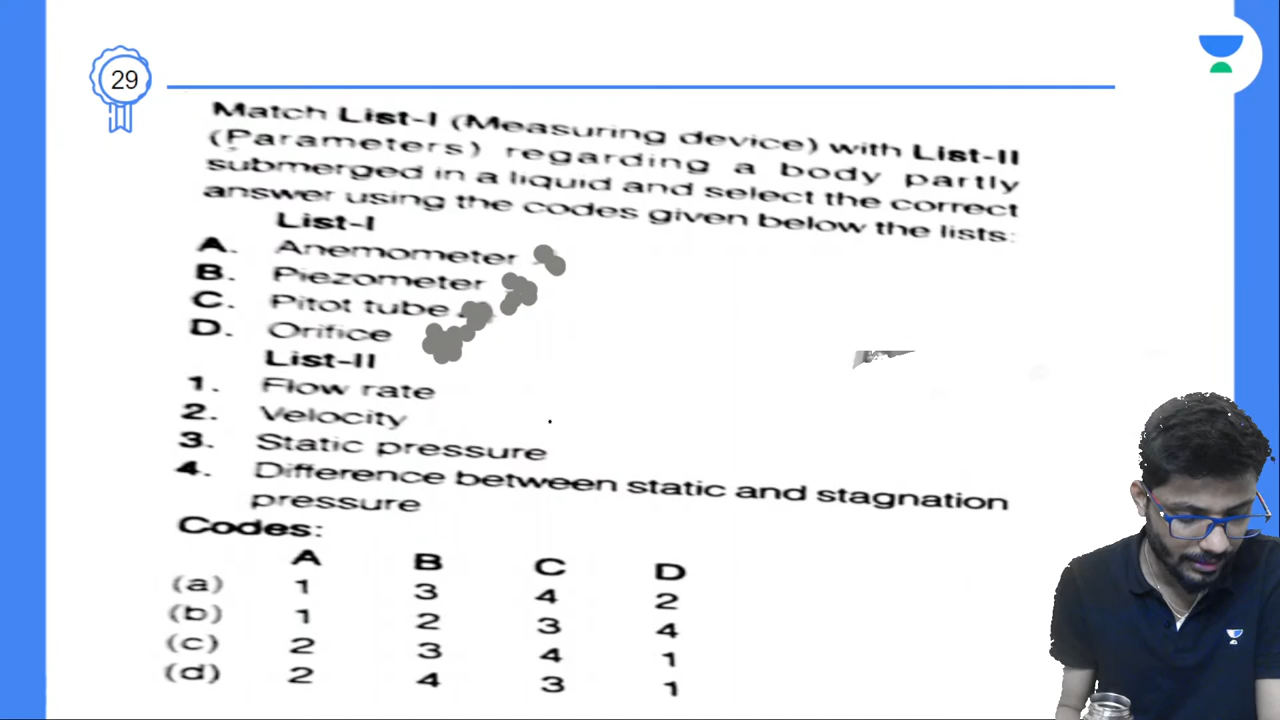 29
Match List-I (Measuring device) with List-II
(Parameters) regarding a body partly
submerged in a liquid and select the correct
answer using the codes given below the lists:
List-I
A. Anemometer
B. Piezometer
C. Pitot tube
D. Orifice
List-II
1. Flow rate
2. Velocity
3. Static pressure
4. Difference between static and stagnation
pressure
Codes:
A B C D
(a) 1 3 4 2
(b) 1 2 3 4
(c) 2 3 4 1
(d) 2 4 3 1